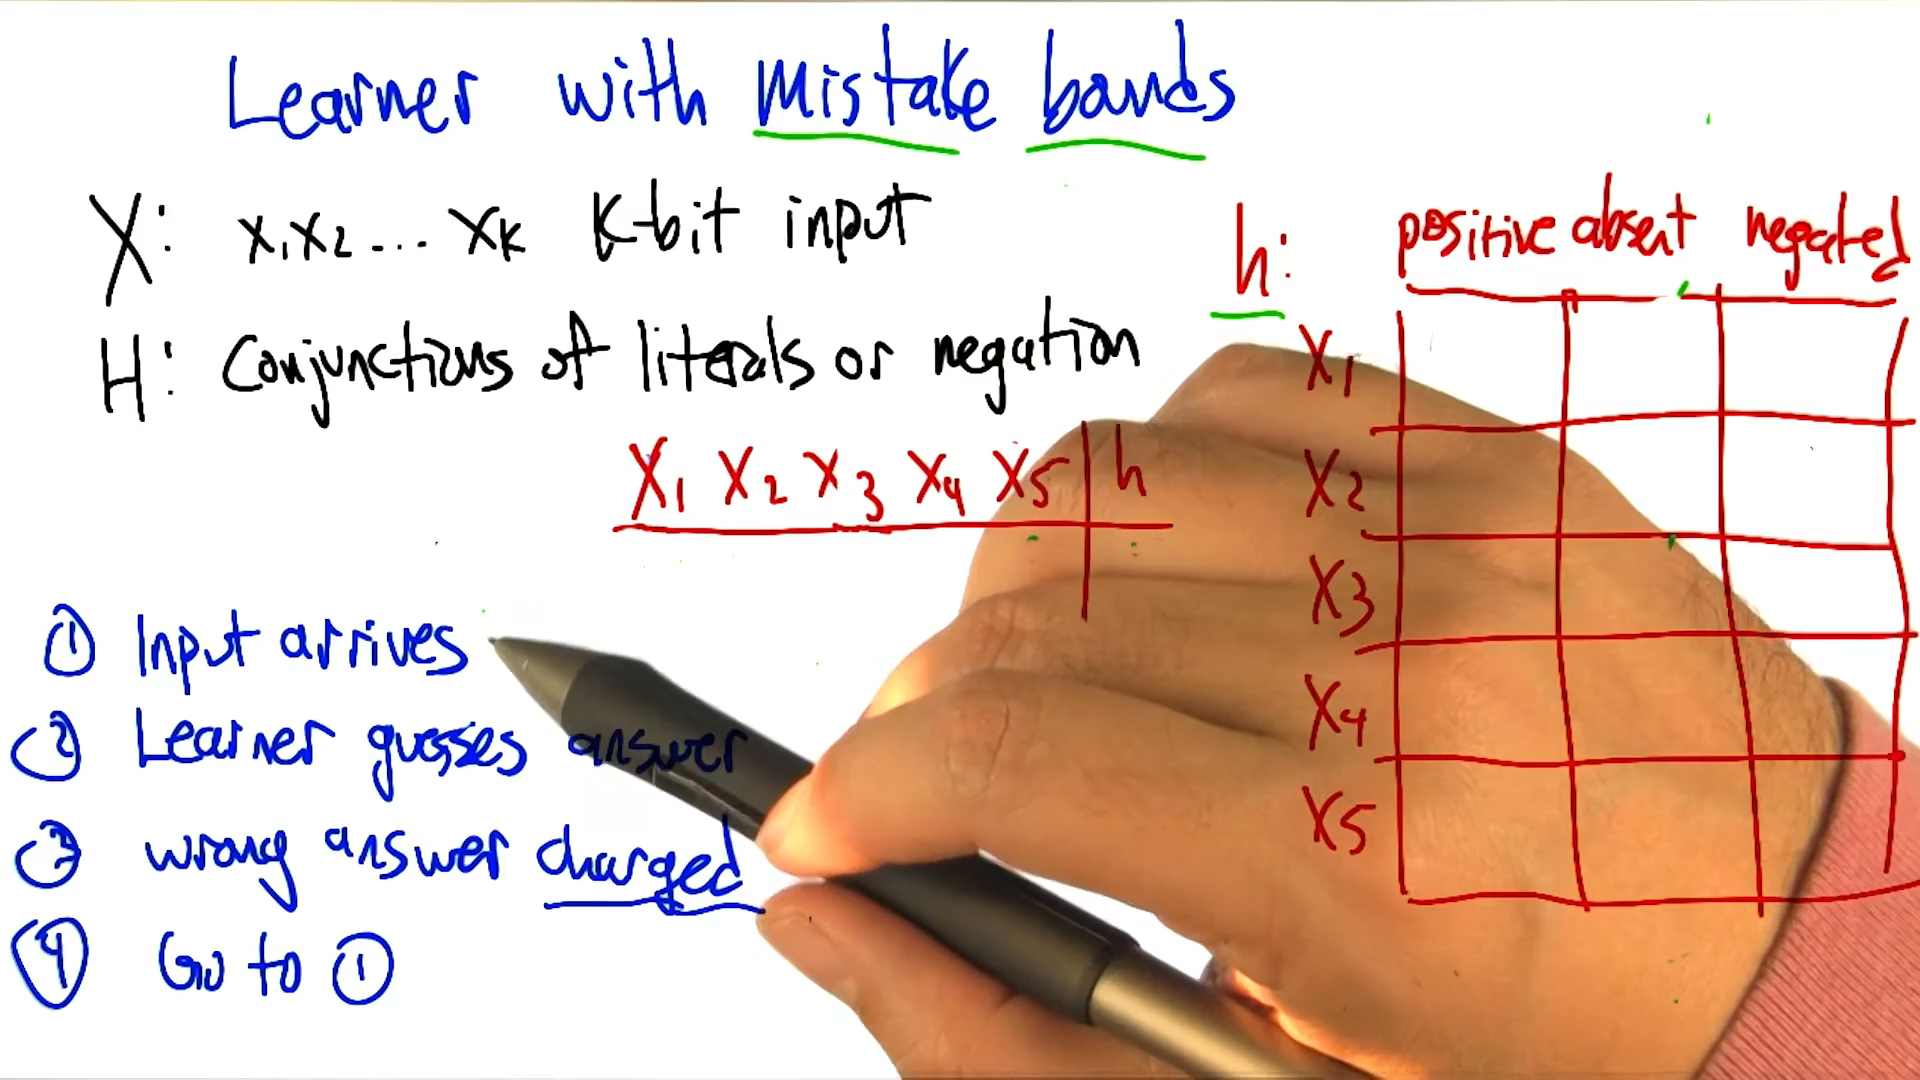 Learner with mistake bands
X: x1x2... xK K-bit input
H: Conjunctions of literals or negation
X1 X2 X3 X4 X5 h
① Input arrives
② Learner guesses answer
③ wrong answer charged
④ Go to ①
h: positive absent negated
X1
X2
X3
X4
X5